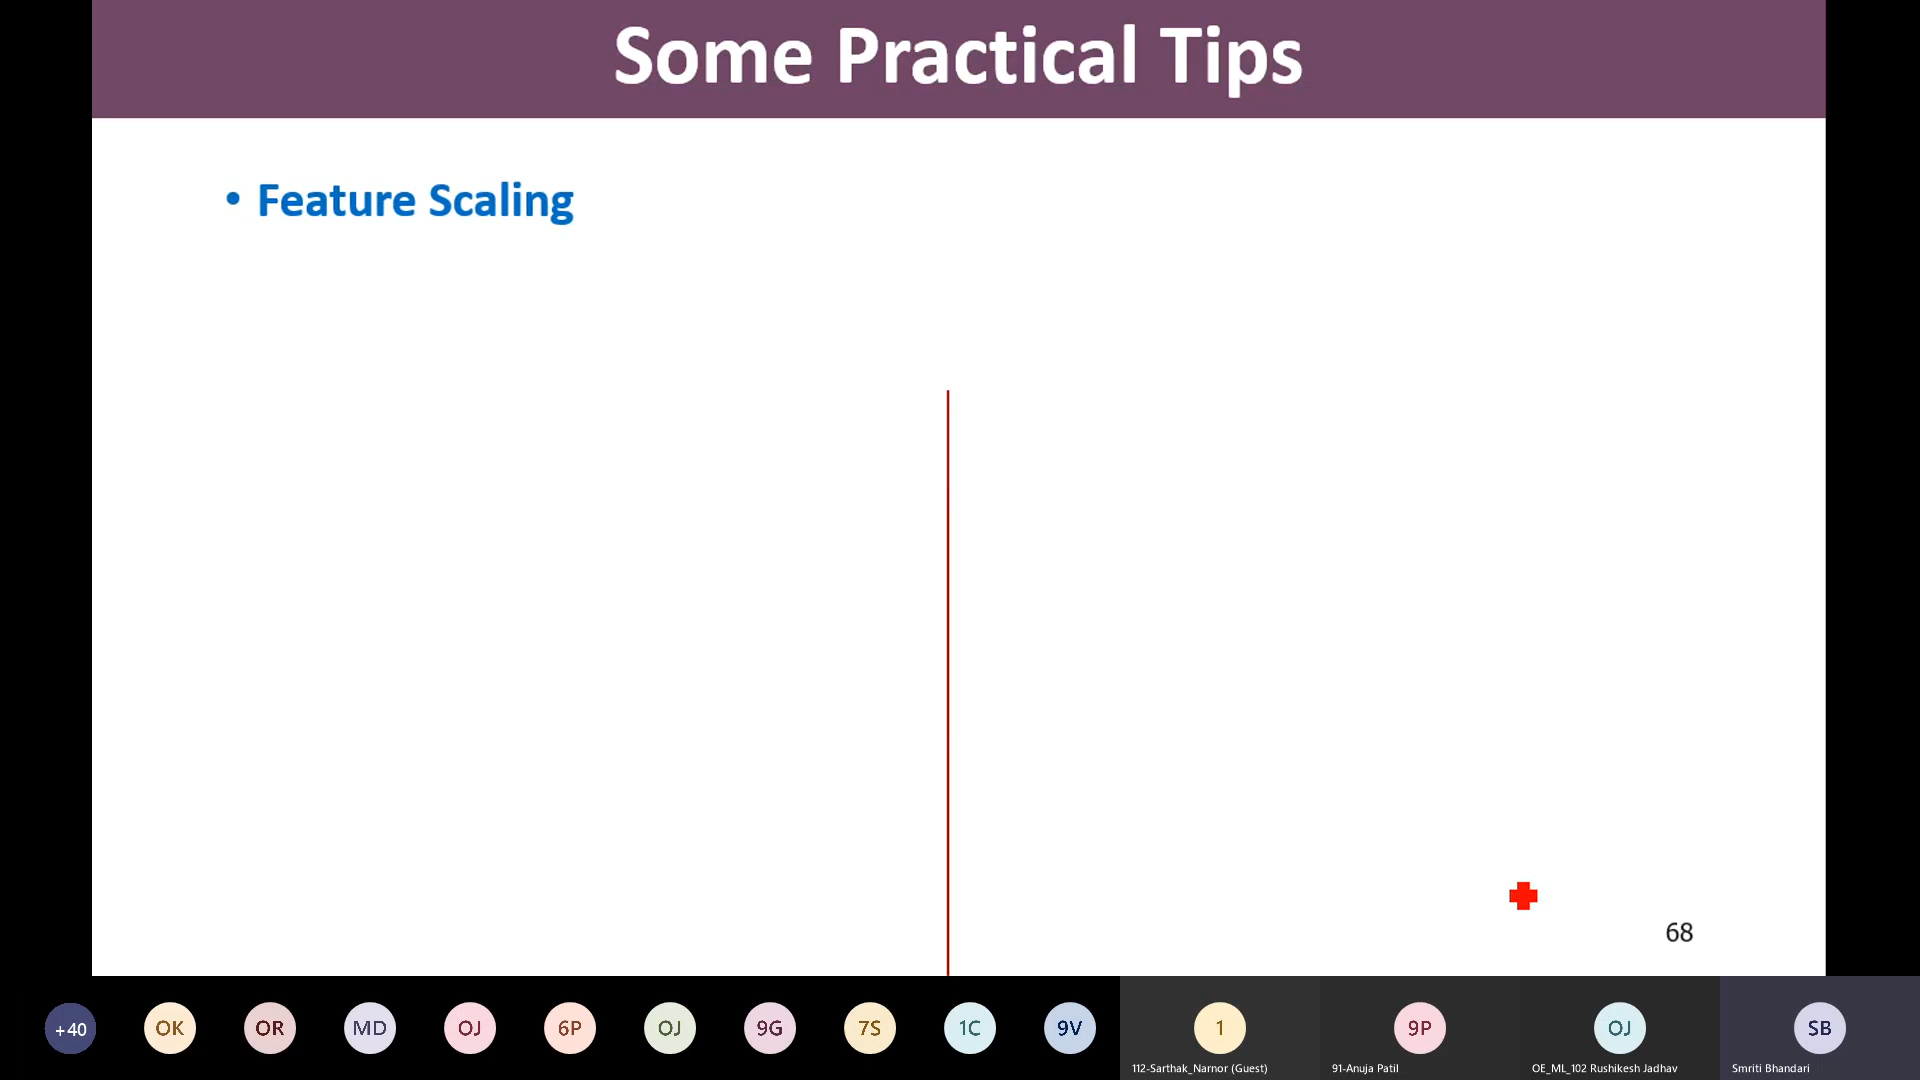 Some Practical Tips
• Feature Scaling
68
+40
OK
OR
MD
OJ
6P
OJ
9G
7S
1C
9V
1
9P
OJ
SB
112-Sarthak_Narnor (Guest)
91-Anuja Patil
OE_ML_102 Rushikesh Jadhav
Smriti Bhandari